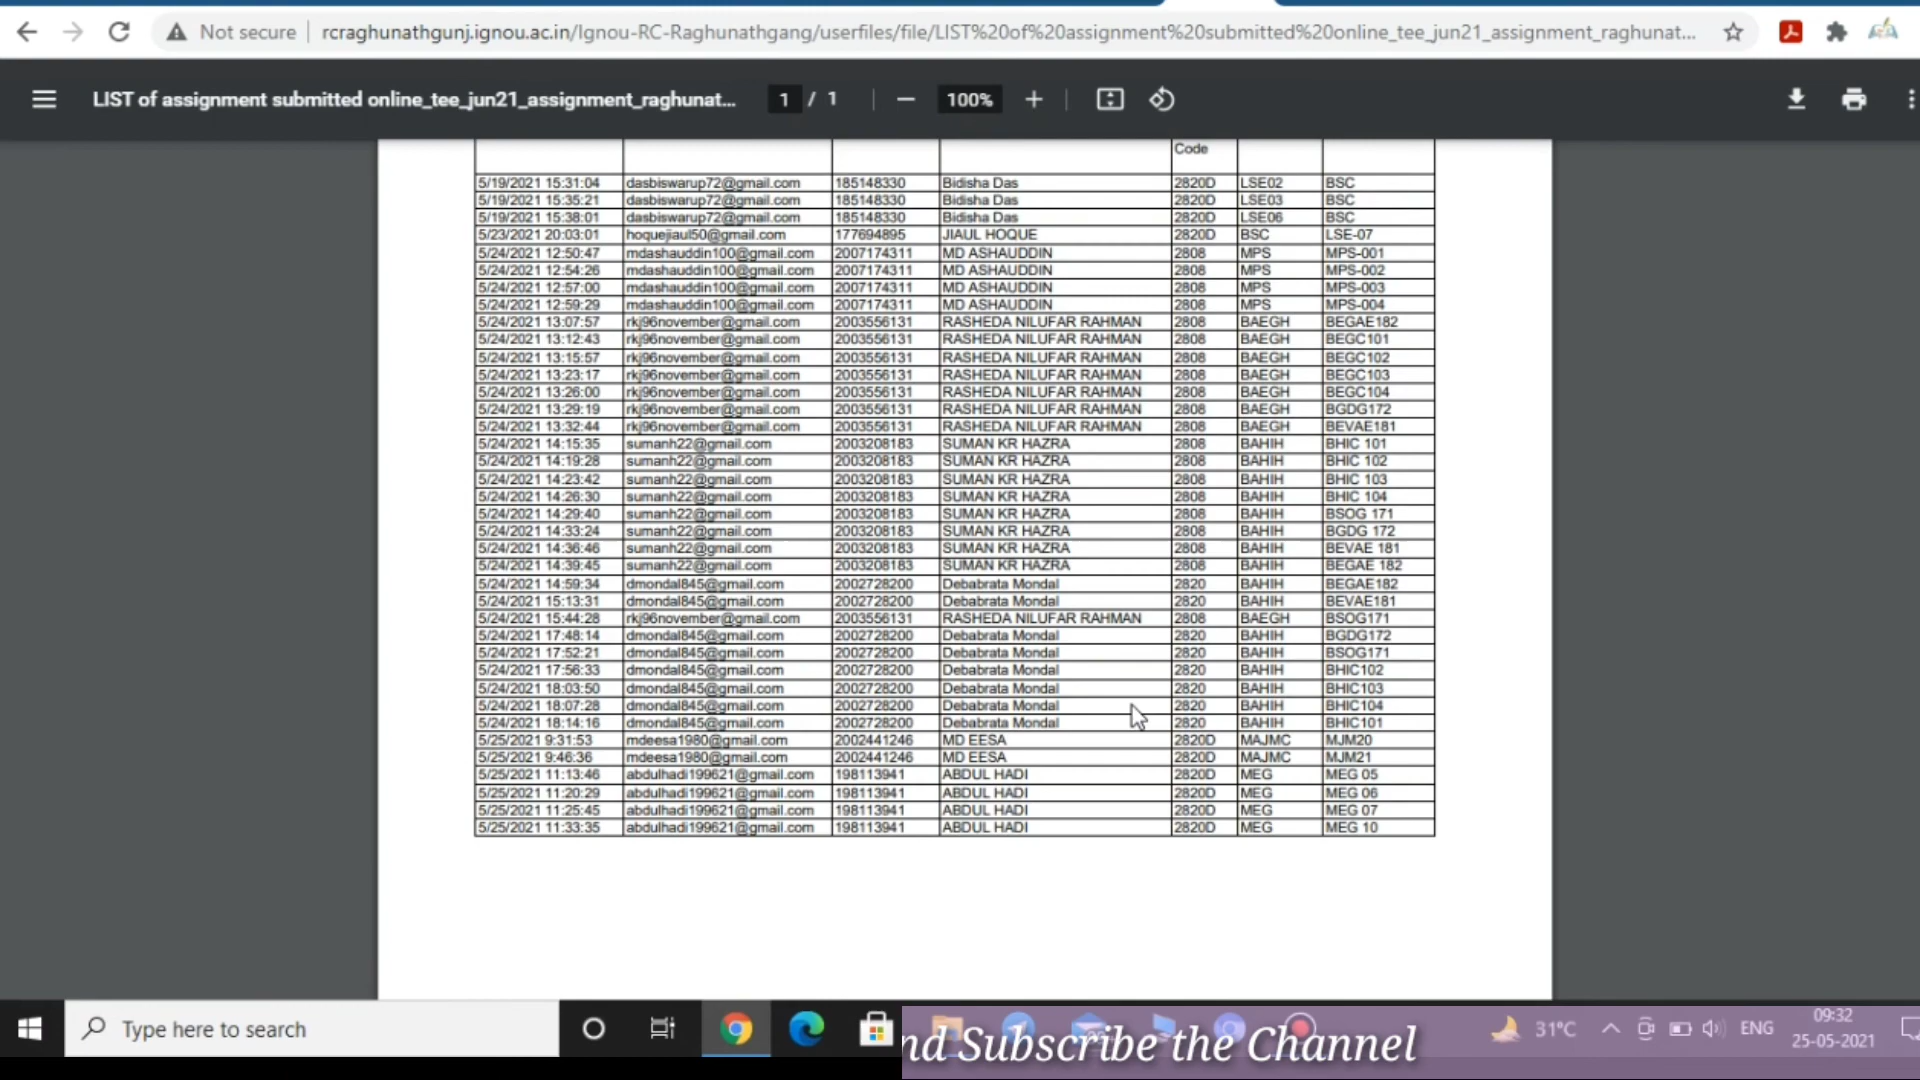 Not secure | rcraghunathgunj.ignou.ac.in/Ignou-RC-Raghunathgang/userfiles/file/LIST%20of%20assignment%20submitted%20online_tee_jun21_assignment_raghunat...
LIST of assignment submitted online_tee_jun21_assignment_raghunat... 1 / 1 100%
Code
5/19/2021 15:31:04 dasbiswarup72@gmail.com 185148330 Bidisha Das 2820D LSE02 BSC
5/19/2021 15:35:21 dasbiswarup72@gmail.com 185148330 Bidisha Das 2820D LSE03 BSC
5/19/2021 15:38:01 dasbiswarup72@gmail.com 185148330 Bidisha Das 2820D LSE06 BSC
5/23/2021 20:03:01 hoquejiaul50@gmail.com 177694895 JIAUL HOQUE 2820D BSC LSE-07
5/24/2021 12:50:47 mdashauddin100@gmail.com 2007174311 MD ASHAUDDIN 2808 MPS MPS-001
5/24/2021 12:54:26 mdashauddin100@gmail.com 2007174311 MD ASHAUDDIN 2808 MPS MPS-002
5/24/2021 12:57:00 mdashauddin100@gmail.com 2007174311 MD ASHAUDDIN 2808 MPS MPS-003
5/24/2021 12:59:29 mdashauddin100@gmail.com 2007174311 MD ASHAUDDIN 2808 MPS MPS-004
5/24/2021 13:07:57 rkj96november@gmail.com 2003556131 RASHEDA NILUFAR RAHMAN 2808 BAEGH BEGAE182
5/24/2021 13:12:43 rkj96november@gmail.com 2003556131 RASHEDA NILUFAR RAHMAN 2808 BAEGH BEGC101
5/24/2021 13:15:57 rkj96november@gmail.com 2003556131 RASHEDA NILUFAR RAHMAN 2808 BAEGH BEGC102
5/24/2021 13:23:17 rkj96november@gmail.com 2003556131 RASHEDA NILUFAR RAHMAN 2808 BAEGH BEGC103
5/24/2021 13:26:00 rkj96november@gmail.com 2003556131 RASHEDA NILUFAR RAHMAN 2808 BAEGH BEGC104
5/24/2021 13:29:19 rkj96november@gmail.com 2003556131 RASHEDA NILUFAR RAHMAN 2808 BAEGH BGDG172
5/24/2021 13:32:44 rkj96november@gmail.com 2003556131 RASHEDA NILUFAR RAHMAN 2808 BAEGH BEVAE181
5/24/2021 14:15:35 sumanh22@gmail.com 2003208183 SUMAN KR HAZRA 2808 BAHIH BHIC 101
5/24/2021 14:19:28 sumanh22@gmail.com 2003208183 SUMAN KR HAZRA 2808 BAHIH BHIC 102
5/24/2021 14:23:42 sumanh22@gmail.com 2003208183 SUMAN KR HAZRA 2808 BAHIH BHIC 103
5/24/2021 14:26:30 sumanh22@gmail.com 2003208183 SUMAN KR HAZRA 2808 BAHIH BHIC 104
5/24/2021 14:29:40 sumanh22@gmail.com 2003208183 SUMAN KR HAZRA 2808 BAHIH BSOG 171
5/24/2021 14:33:24 sumanh22@gmail.com 2003208183 SUMAN KR HAZRA 2808 BAHIH BGDG 172
5/24/2021 14:36:46 sumanh22@gmail.com 2003208183 SUMAN KR HAZRA 2808 BAHIH BEVAE 181
5/24/2021 14:39:45 sumanh22@gmail.com 2003208183 SUMAN KR HAZRA 2808 BAHIH BEGAE 182
5/24/2021 14:59:34 dmondal845@gmail.com 2002728200 Debabrata Mondal 2820 BAHIH BEGAE182
5/24/2021 15:13:31 dmondal845@gmail.com 2002728200 Debabrata Mondal 2820 BAHIH BEVAE181
5/24/2021 15:44:28 rkj96november@gmail.com 2003556131 RASHEDA NILUFAR RAHMAN 2808 BAEGH BSOG171
5/24/2021 17:48:14 dmondal845@gmail.com 2002728200 Debabrata Mondal 2820 BAHIH BGDG172
5/24/2021 17:52:21 dmondal845@gmail.com 2002728200 Debabrata Mondal 2820 BAHIH BSOG171
5/24/2021 17:56:33 dmondal845@gmail.com 2002728200 Debabrata Mondal 2820 BAHIH BHIC102
5/24/2021 18:03:50 dmondal845@gmail.com 2002728200 Debabrata Mondal 2820 BAHIH BHIC103
5/24/2021 18:07:28 dmondal845@gmail.com 2002728200 Debabrata Mondal 2820 BAHIH BHIC104
5/24/2021 18:14:16 dmondal845@gmail.com 2002728200 Debabrata Mondal 2820 BAHIH BHIC101
5/25/2021 9:31:53 mdeesa1980@gmail.com 2002441246 MD EESA 2820D MAJMC MJM20
5/25/2021 9:46:36 mdeesa1980@gmail.com 2002441246 MD EESA 2820D MAJMC MJM21
5/25/2021 11:13:46 abdulhadi199621@gmail.com 198113941 ABDUL HADI 2820D MEG MEG 05
5/25/2021 11:20:29 abdulhadi199621@gmail.com 198113941 ABDUL HADI 2820D MEG MEG 06
5/25/2021 11:25:45 abdulhadi199621@gmail.com 198113941 ABDUL HADI 2820D MEG MEG 07
5/25/2021 11:33:35 abdulhadi199621@gmail.com 198113941 ABDUL HADI 2820D MEG MEG 10
Type here to search
nd Subscribe the Channel
31°C ENG
09:32
25-05-2021